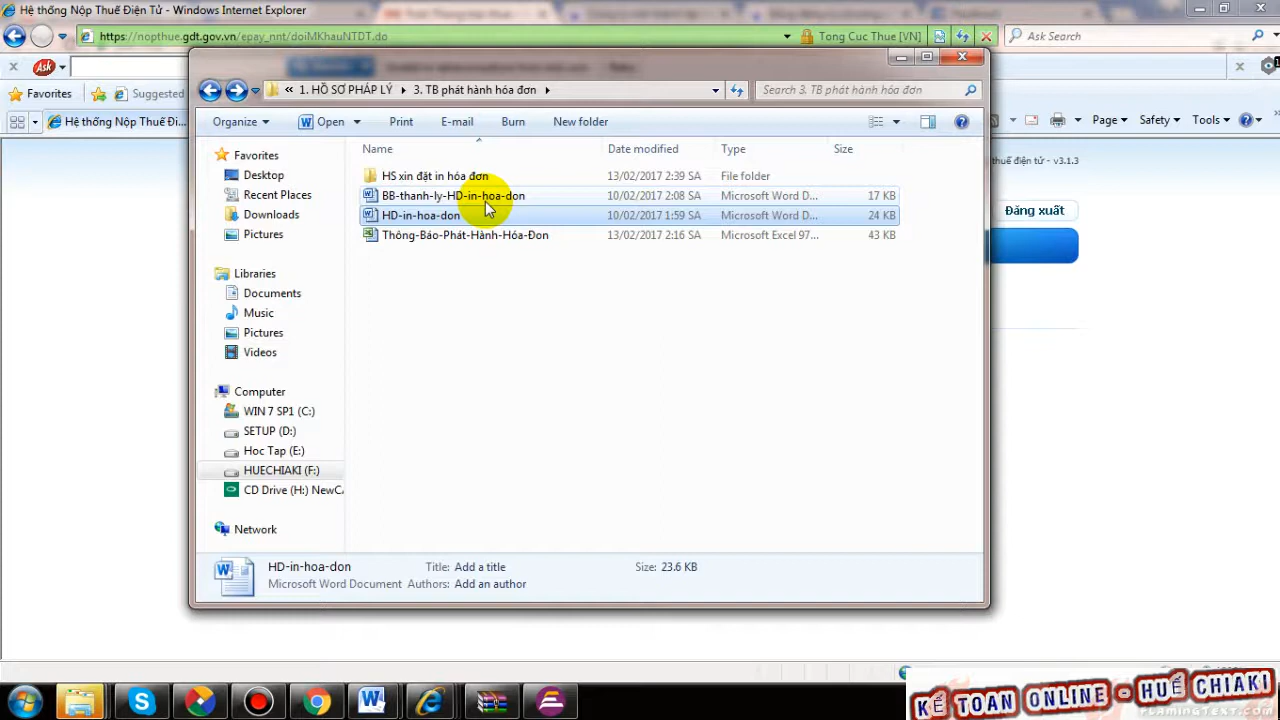 Hệ thống Nộp Thuế Điện Tử - Windows Internet Explorer
https://nopthue.gdt.gov.vn/epay_nnt/doiMKhauNTDT.do
Tong Cuc Thue [VN]
Ask Search
Ask
Favorites
Suggested
Hệ thống Nộp Thuế Đi...
Page
Safety
Tools
thuế điện tử - v3.1.3
Đăng xuất
« 1. HỒ SƠ PHÁP LÝ
3. TB phát hành hóa đơn
Search 3. TB phát hành hóa đơn
Organize
Open
Print
E-mail
Burn
New folder
Favorites
Desktop
Recent Places
Downloads
Pictures
Libraries
Documents
Music
Pictures
Videos
Computer
WIN 7 SP1 (C:)
SETUP (D:)
Hoc Tap (E:)
HUECHIAKI (F:)
CD Drive (H:) NewCA
Network
Name Date modified Type Size
HS xin đặt in hóa đơn 13/02/2017 2:39 SA File folder
BB-thanh-ly-HD-in-hoa-don 10/02/2017 2:08 SA Microsoft Word D... 17 KB
HD-in-hoa-don 10/02/2017 1:59 SA Microsoft Word D... 24 KB
Thông-Báo-Phát-Hành-Hóa-Đơn 13/02/2017 2:16 SA Microsoft Excel 97... 43 KB
HD-in-hoa-don Title: Add a title Size: 23.6 KB
Microsoft Word Document Authors: Add an author
KẾ TOÁN ONLINE - HUẾ CHIAKI
FLAMINGTEXT.COM